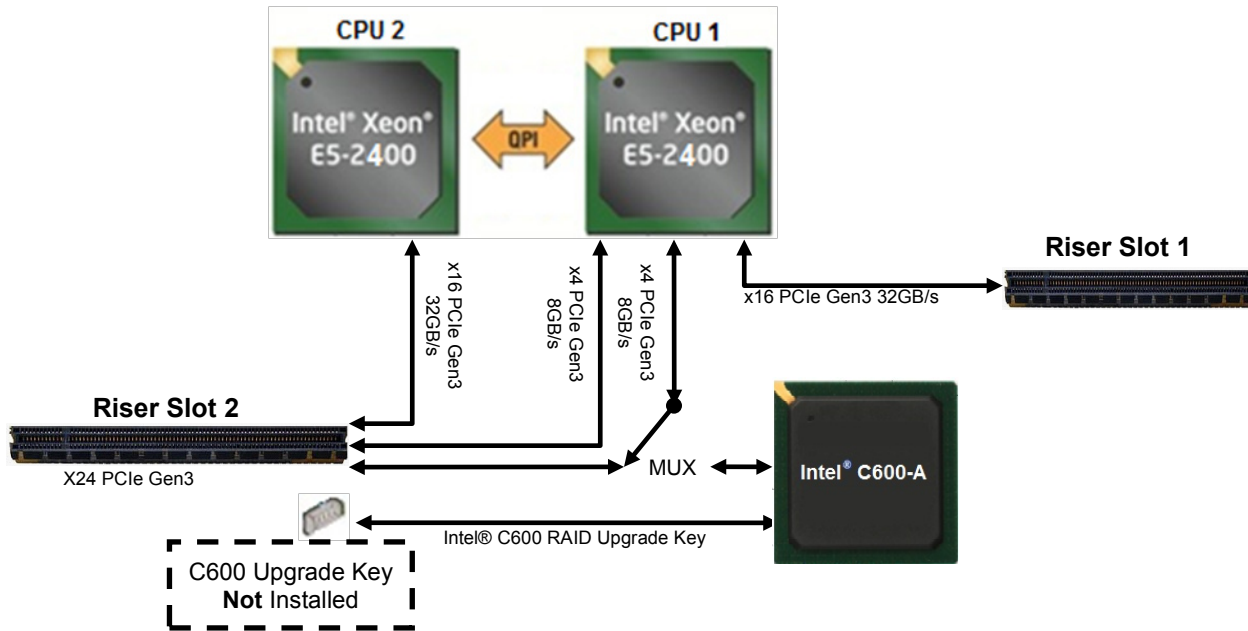 CPU 2
CPU 1
Intel® Xeon®
E5-2400
QPI
Intel® Xeon®
E5-2400
x16 PCIe Gen3
32GB/s
x4 PCIe Gen3
8GB/s
x4 PCIe Gen3
8GB/s
Riser Slot 1
x16 PCIe Gen3 32GB/s
Riser Slot 2
X24 PCIe Gen3
MUX
Intel® C600-A
Intel® C600 RAID Upgrade Key
C600 Upgrade Key
Not Installed